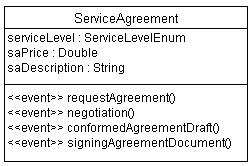 ServiceAgreement
serviceLevel : ServiceLevelEnum
saPrice : Double
saDescription : String
<<event>> requestAgreement()
<<event>> negotiation()
<<event>> conformedAgreementDraft()
<<event>> signingAgreementDocument()